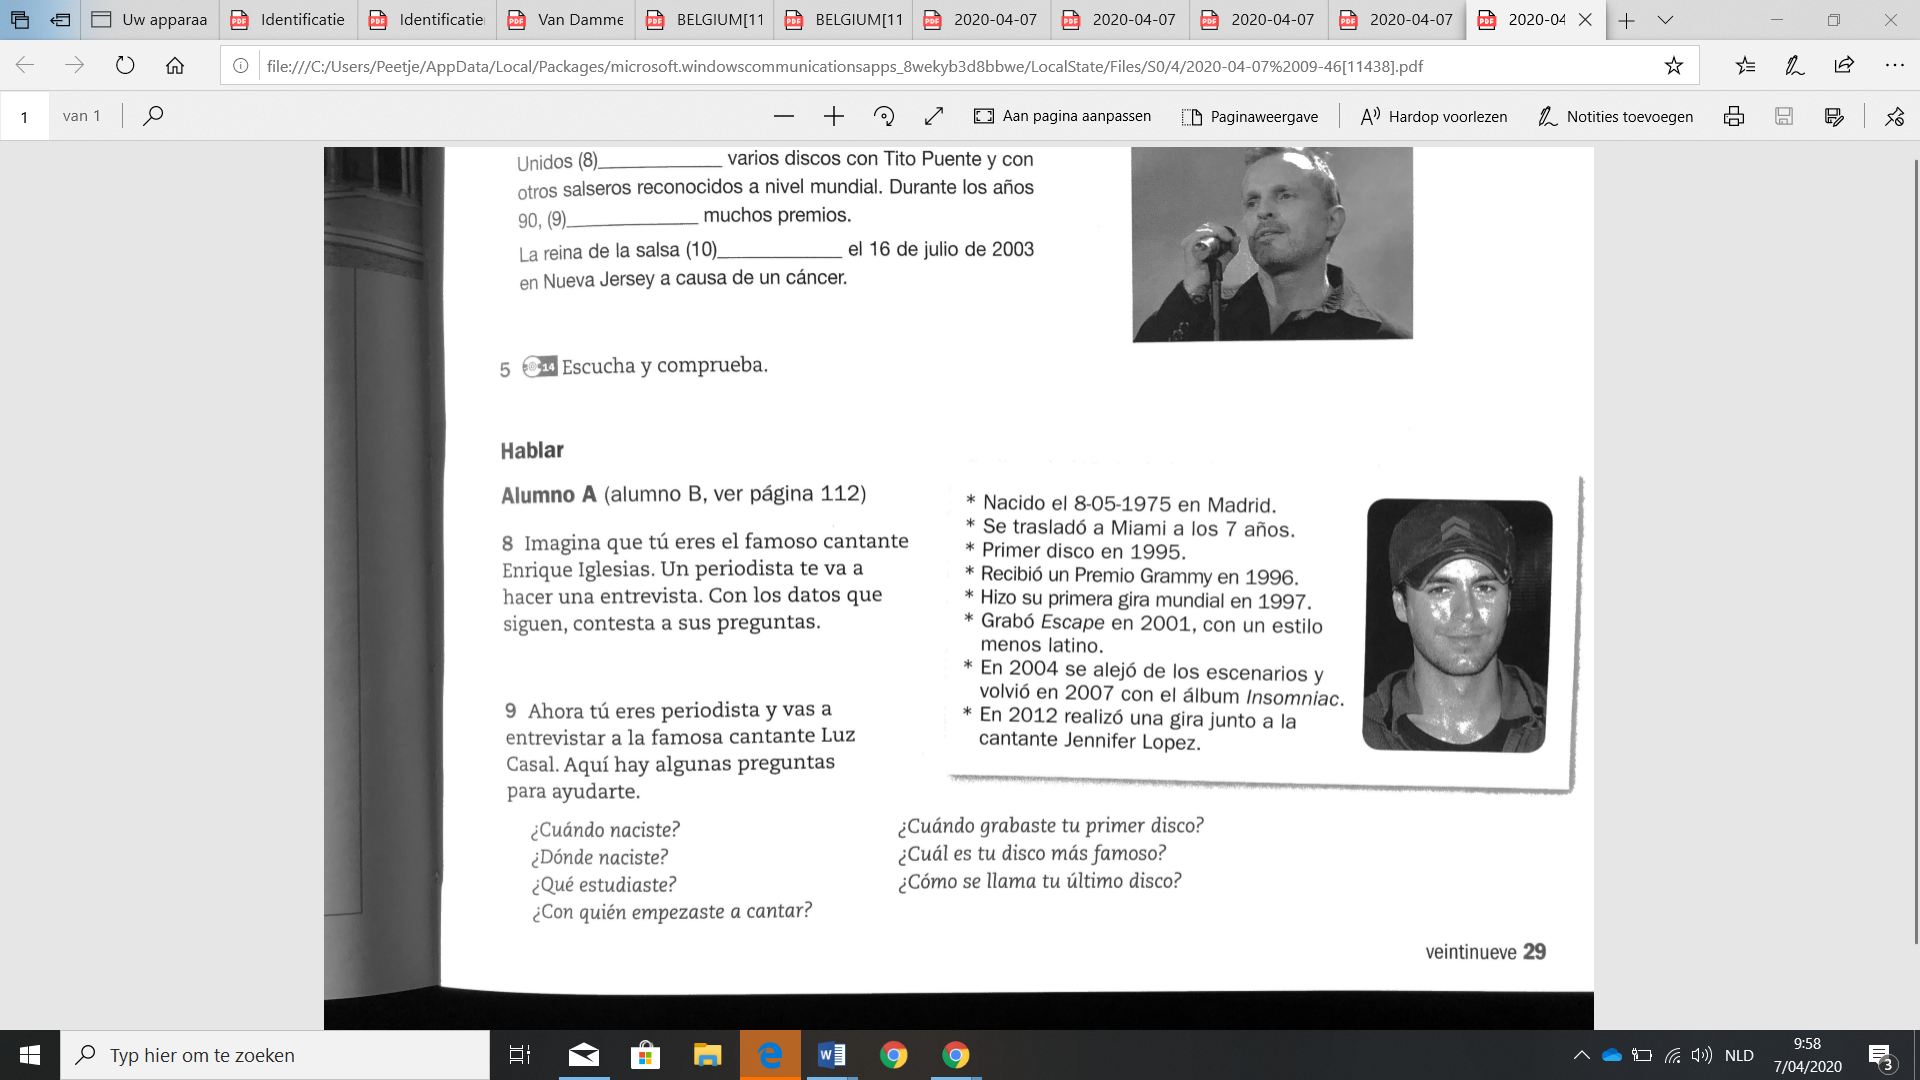 Uw apparaa
Identificatie
Identificatie
Van Damme
BELGIUM[11
BELGIUM[11
2020-04-07
2020-04-07
2020-04-07
2020-04-07
2020-04
file:///C:/Users/Peetje/AppData/Local/Packages/microsoft.windowscommunicationsapps_8wekyb3d8bbwe/LocalState/Files/S0/4/2020-04-07%2009-46[11438].pdf
1 van 1
Aan pagina aanpassen
Paginaweergave
Hardop voorlezen
Notities toevoegen
Unidos (8)____________ varios discos con Tito Puente y con
otros salseros reconocidos a nivel mundial. Durante los años
90, (9)____________ muchos premios.
La reina de la salsa (10)____________ el 16 de julio de 2003
en Nueva Jersey a causa de un cáncer.
5 14 Escucha y comprueba.
Hablar
Alumno A (alumno B, ver página 112)
8 Imagina que tú eres el famoso cantante
Enrique Iglesias. Un periodista te va a
hacer una entrevista. Con los datos que
siguen, contesta a sus preguntas.
* Nacido el 8-05-1975 en Madrid.
* Se trasladó a Miami a los 7 años.
* Primer disco en 1995.
* Recibió un Premio Grammy en 1996.
* Hizo su primera gira mundial en 1997.
* Grabó Escape en 2001, con un estilo
menos latino.
* En 2004 se alejó de los escenarios y
volvió en 2007 con el álbum Insomniac.
* En 2012 realizó una gira junto a la
cantante Jennifer Lopez.
9 Ahora tú eres periodista y vas a
entrevistar a la famosa cantante Luz
Casal. Aquí hay algunas preguntas
para ayudarte.
¿Cuándo naciste?
¿Dónde naciste?
¿Qué estudiaste?
¿Con quién empezaste a cantar?
¿Cuándo grabaste tu primer disco?
¿Cuál es tu disco más famoso?
¿Cómo se llama tu último disco?
veintinueve 29
Typ hier om te zoeken
NLD
9:58
7/04/2020
3